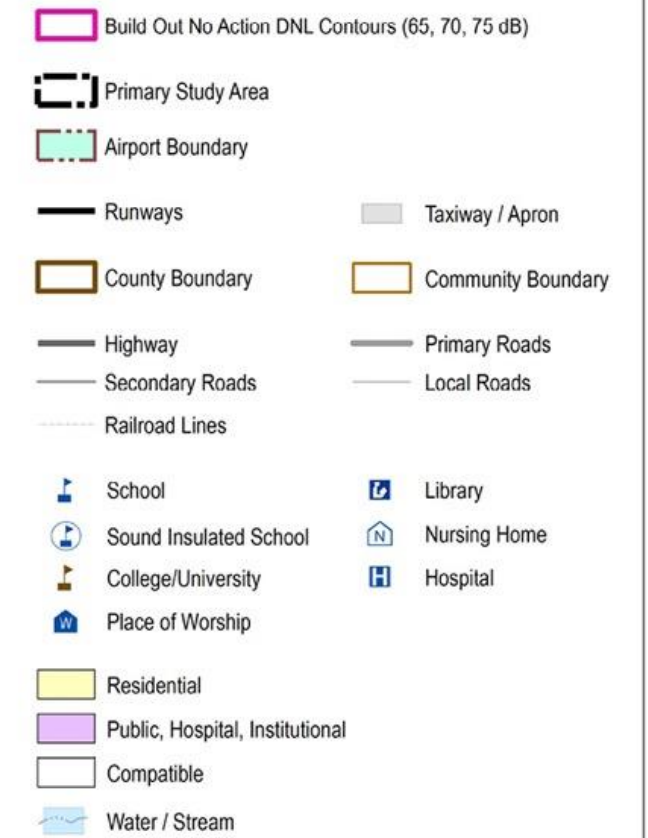 Build Out No Action DNL Contours (65, 70, 75 dB)
Primary Study Area
Airport Boundary
Runways
Taxiway / Apron
County Boundary
Community Boundary
Highway
Primary Roads
Secondary Roads
Local Roads
Railroad Lines
School
Library
Sound Insulated School
N
Nursing Home
College/University
H
Hospital
W
Place of Worship
Residential
Public, Hospital, Institutional
Compatible
Water / Stream